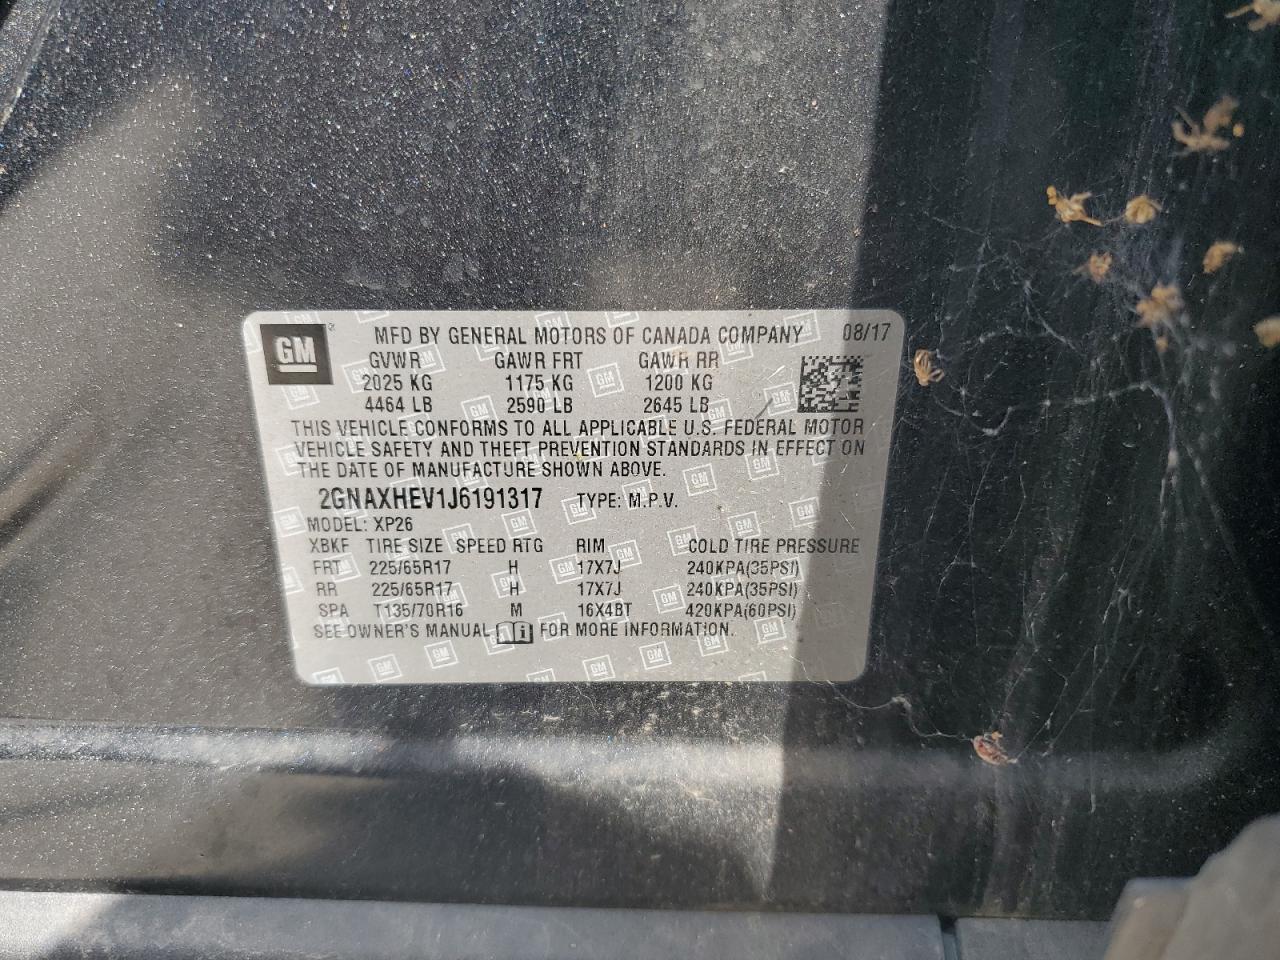 GM
MFD BY GENERAL MOTORS OF CANADA COMPANY 08/17
GVWR GAWR FRT GAWR RR
2025 KG 1175 KG 1200 KG
4464 LB 2590 LB 2645 LB
THIS VEHICLE CONFORMS TO ALL APPLICABLE U.S. FEDERAL MOTOR
VEHICLE SAFETY AND THEFT PREVENTION STANDARDS IN EFFECT ON
THE DATE OF MANUFACTURE SHOWN ABOVE.
2GNAXHEV1J6191317 TYPE: M.P.V.
MODEL: XP26
XBKF TIRE SIZE SPEED RTG RIM COLD TIRE PRESSURE
FRT 225/65R17 H 17X7J 240KPA(35PSI)
RR 225/65R17 H 17X7J 240KPA(35PSI)
SPA T135/70R16 M 16X4BT 420KPA(60PSI)
SEE OWNER'S MANUAL FOR MORE INFORMATION.